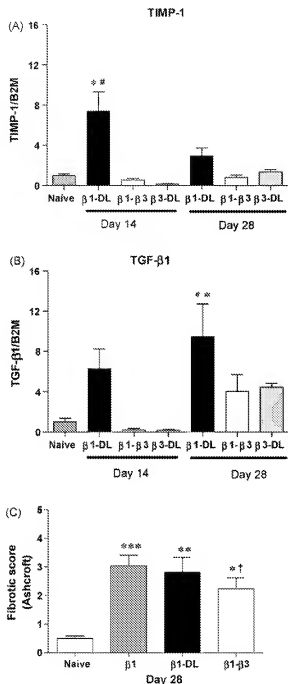 TIMP-1
(A)
TIMP-1/B2M
16
12
8
4
0
* #
Naive β1-DL β1-β3 β3-DL β1-DL β1-β3 β3-DL
Day 14 Day 28
(B)
TGF-β1
TGF-β1/B2M
16
12
8
4
0
# *
Naive β1-DL β1-β3 β3-DL β1-DL β1-β3 β3-DL
Day 14 Day 28
(C)
Fibrotic score
(Ashcroft)
5
4
3
2
1
0
***
**
* †
Naive β1 β1-DL β1-β3
Day 28